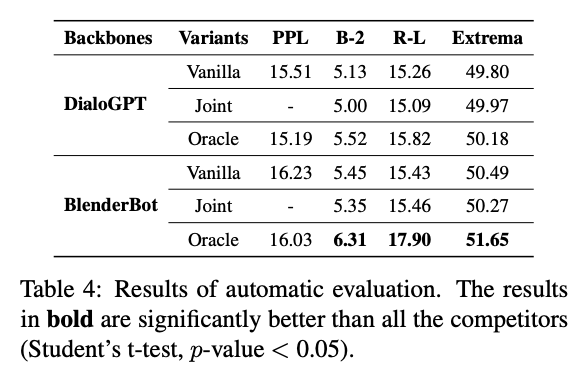 Backbones Variants PPL B-2 R-L Extrema
Vanilla 15.51 5.13 15.26 49.80
DialoGPT Joint - 5.00 15.09 49.97
Oracle 15.19 5.52 15.82 50.18
Vanilla 16.23 5.45 15.43 50.49
BlenderBot Joint - 5.35 15.46 50.27
Oracle 16.03 6.31 17.90 51.65
Table 4: Results of automatic evaluation. The results
in bold are significantly better than all the competitors
(Student's t-test, p-value < 0.05).